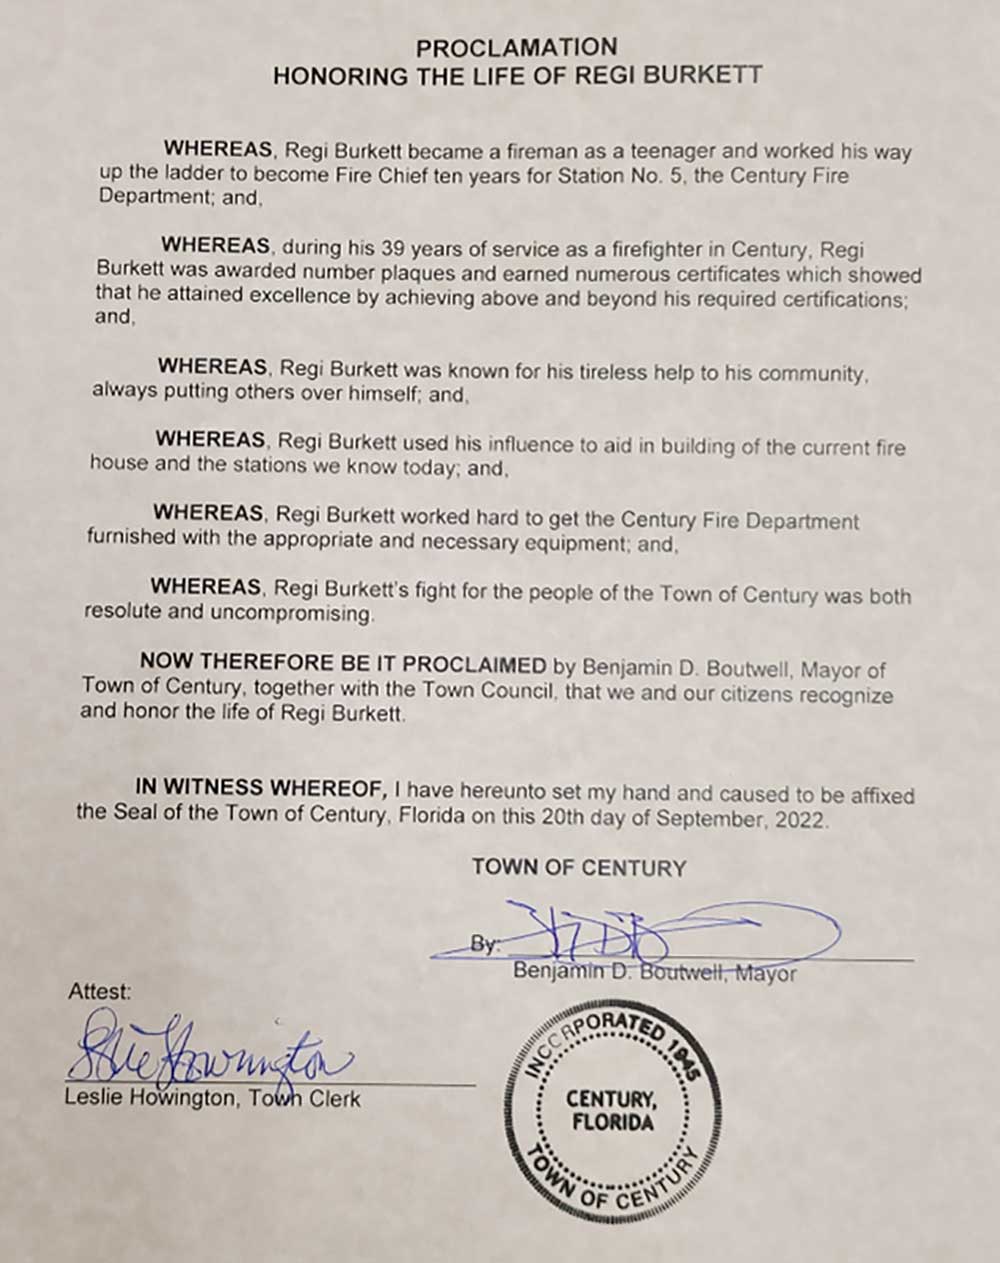 PROCLAMATION
HONORING THE LIFE OF REGI BURKETT
WHEREAS, Regi Burkett became a fireman as a teenager and worked his way
up the ladder to become Fire Chief ten years for Station No. 5, the Century Fire
Department; and,
WHEREAS, during his 39 years of service as a firefighter in Century, Regi
Burkett was awarded number plaques and earned numerous certificates which showed
that he attained excellence by achieving above and beyond his required certifications;
and,
WHEREAS, Regi Burkett was known for his tireless help to his community,
always putting others over himself; and,
WHEREAS, Regi Burkett used his influence to aid in building of the current fire
house and the stations we know today; and,
WHEREAS, Regi Burkett worked hard to get the Century Fire Department
furnished with the appropriate and necessary equipment; and,
WHEREAS, Regi Burkett's fight for the people of the Town of Century was both
resolute and uncompromising.
NOW THEREFORE BE IT PROCLAIMED by Benjamin D. Boutwell, Mayor of
Town of Century, together with the Town Council, that we and our citizens recognize
and honor the life of Regi Burkett.
IN WITNESS WHEREOF, I have hereunto set my hand and caused to be affixed
the Seal of the Town of Century, Florida on this 20th day of September, 2022.
TOWN OF CENTURY
By:
Benjamin D. Boutwell, Mayor
Attest:
Leslie Howington
Leslie Howington, Town Clerk
INCORPORATED 1945
CENTURY,
FLORIDA
TOWN OF CENTURY